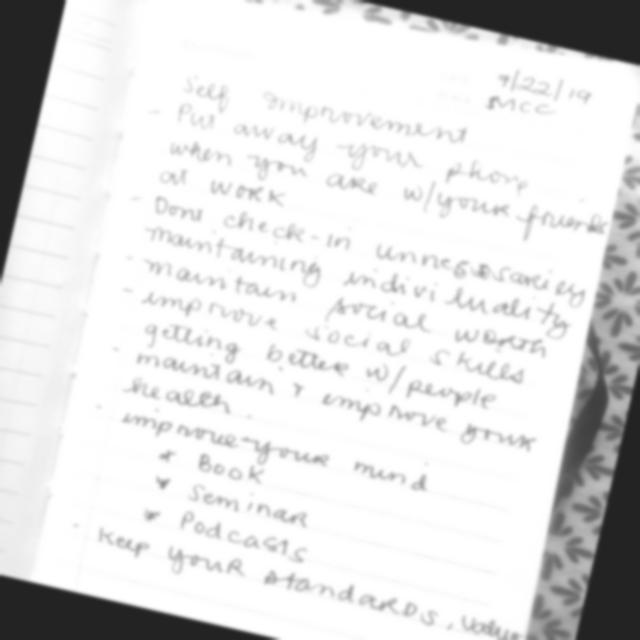 9/22/19
MCC
Self Improvement
- Put away your phone
when you are w/your friends
at work
- Dont check-in unnecessarily
maintaining individuality
- maintain social worth
- improve social skills
getting better w/people
- maintain & improve your
health.
- improve your mind
* Book
* Seminar
* Podcasts
- Keep your standards, value